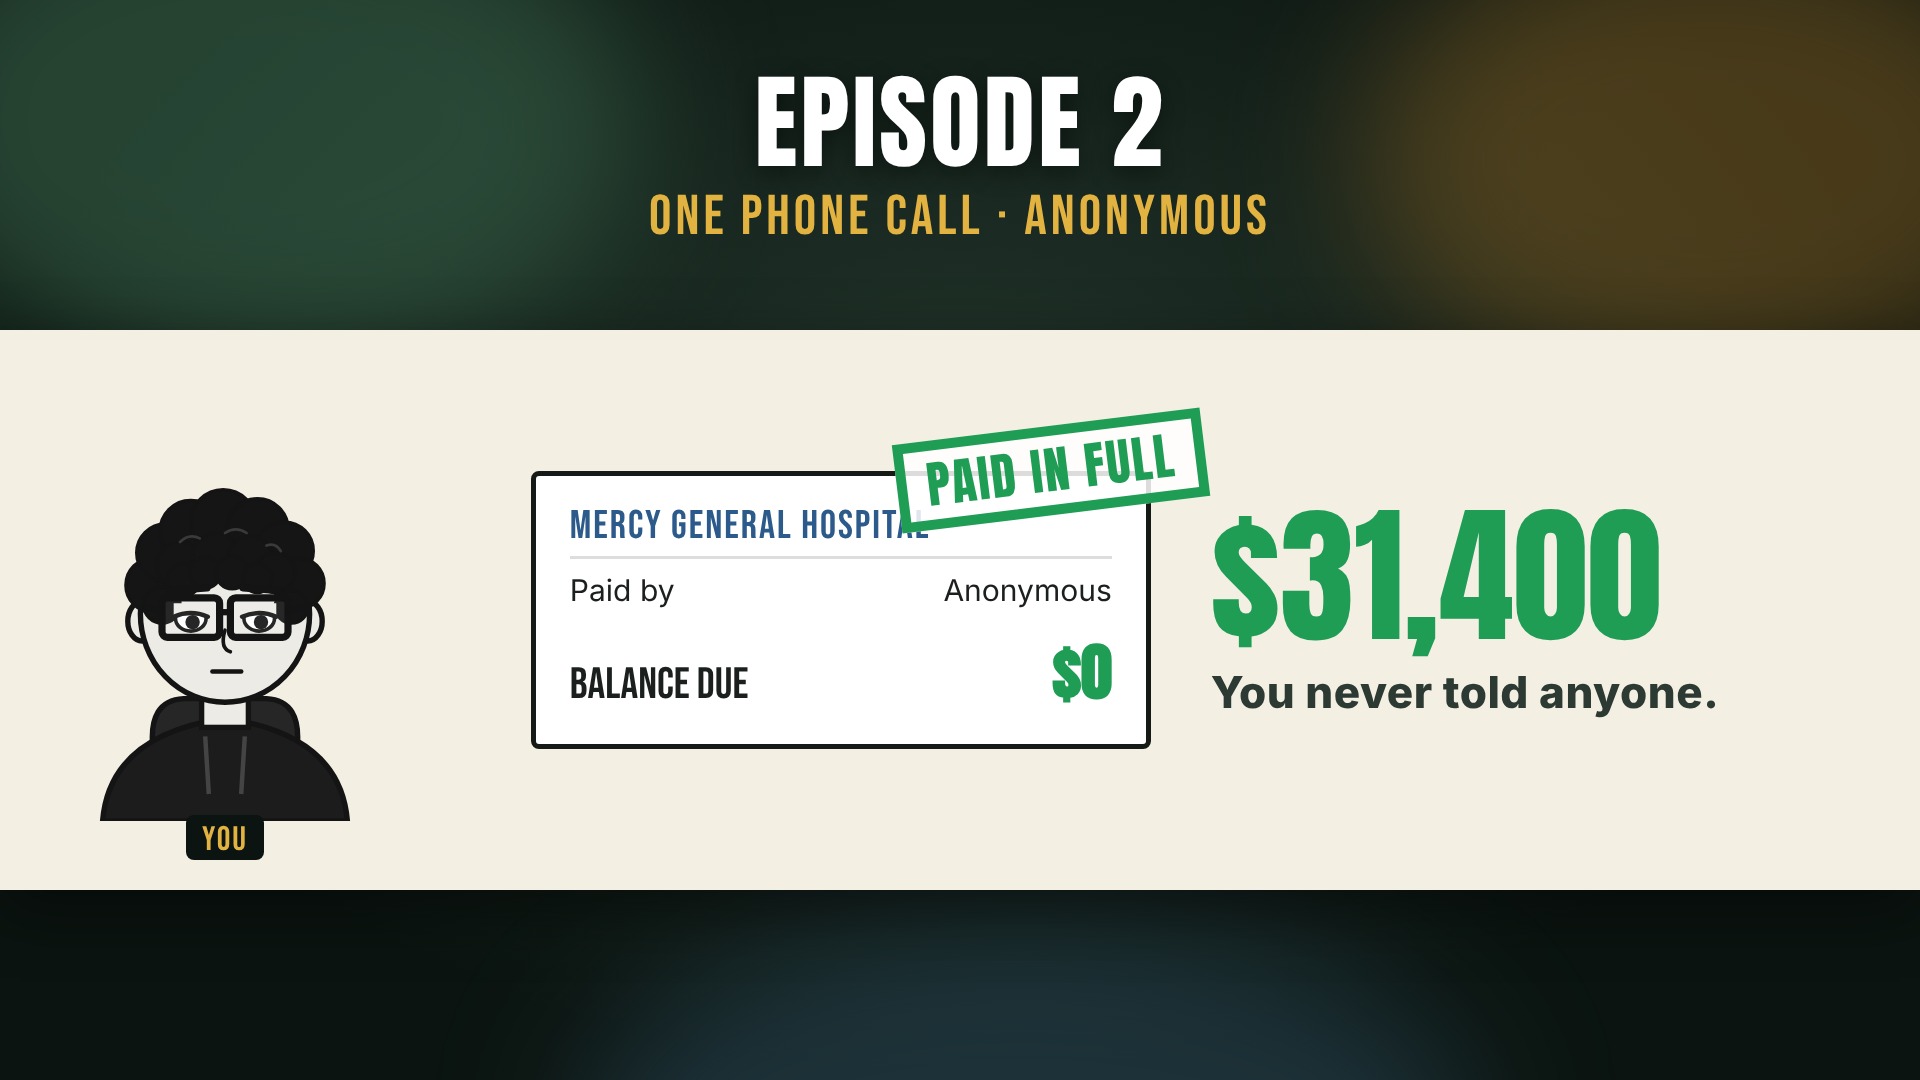 EPISODE 2
ONE PHONE CALL · ANONYMOUS
PAID IN FULL
MERCY GENERAL HOSPITAL
Paid by Anonymous
BALANCE DUE $0
$31,400
You never told anyone.
YOU